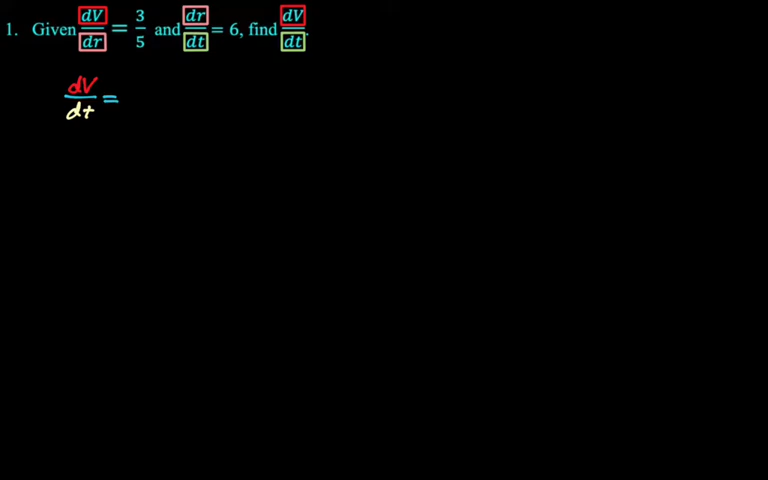 1. Given dV/dr = 3/5 and dr/dt = 6, find dV/dt.
dV/dt =